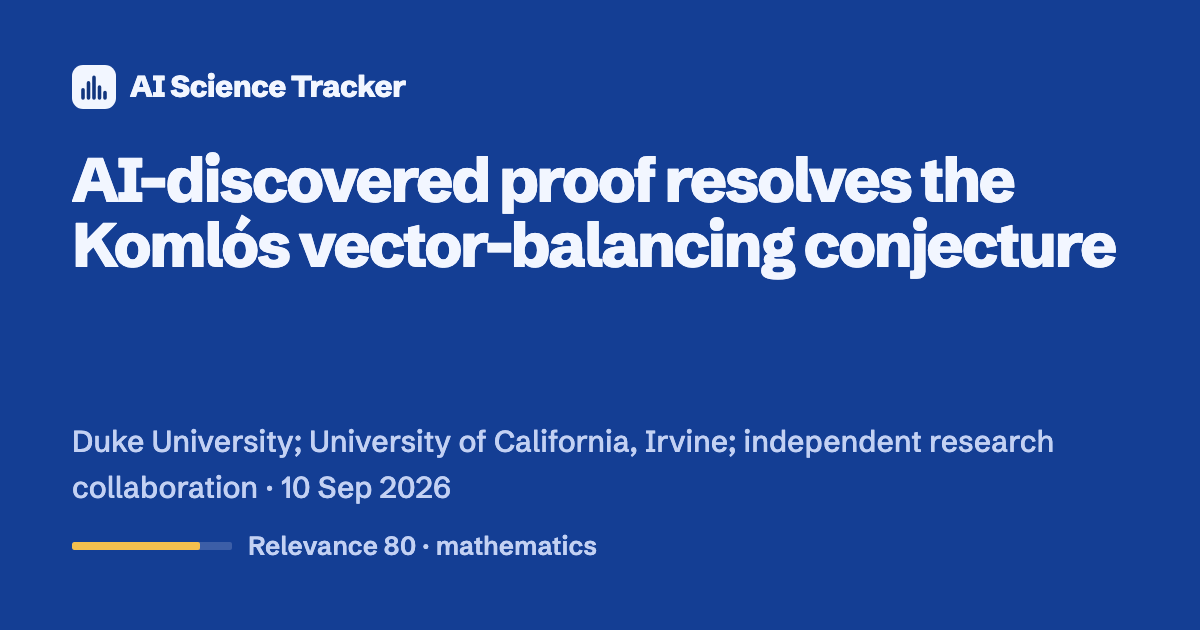 AI Science Tracker
AI-discovered proof resolves the
Komlós vector-balancing conjecture
Duke University; University of California, Irvine; independent research
collaboration · 10 Sep 2026
Relevance 80 · mathematics